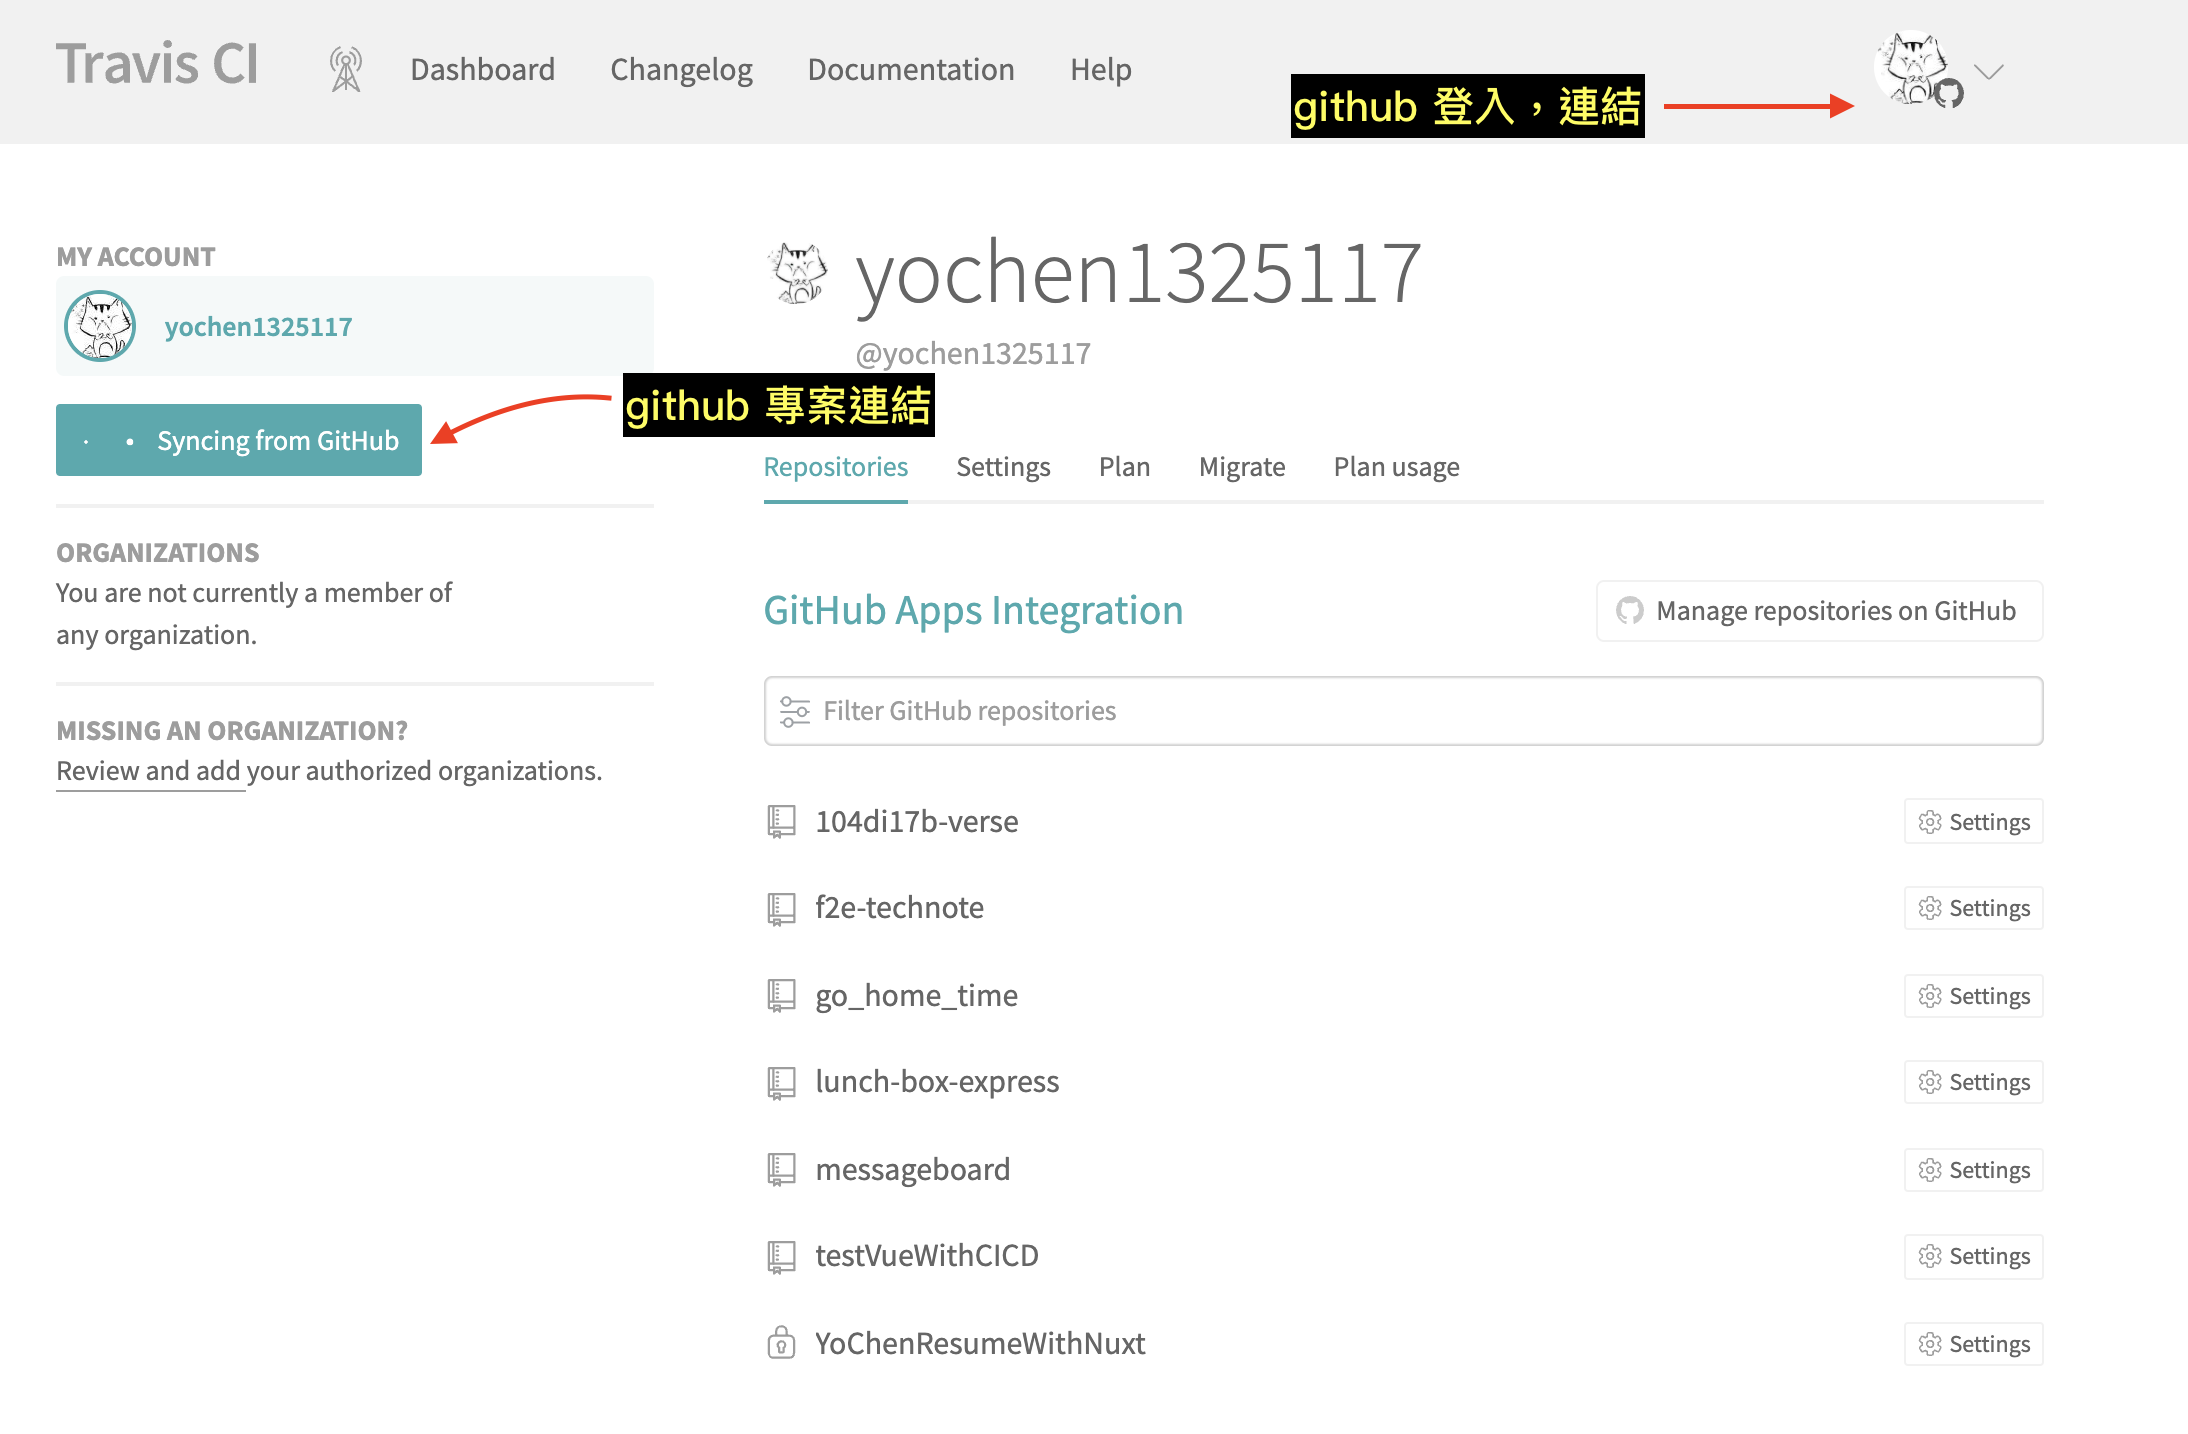 Travis CI
Dashboard
Changelog
Documentation
Help
github 登入，連結
MY ACCOUNT
yochen1325117
Syncing from GitHub
github 專案連結
ORGANIZATIONS
You are not currently a member of
any organization.
MISSING AN ORGANIZATION?
Review and add your authorized organizations.
yochen1325117
@yochen1325117
Repositories
Settings
Plan
Migrate
Plan usage
GitHub Apps Integration
Manage repositories on GitHub
Filter GitHub repositories
104di17b-verse
Settings
f2e-technote
Settings
go_home_time
Settings
lunch-box-express
Settings
messageboard
Settings
testVueWithCICD
Settings
YoChenResumeWithNuxt
Settings